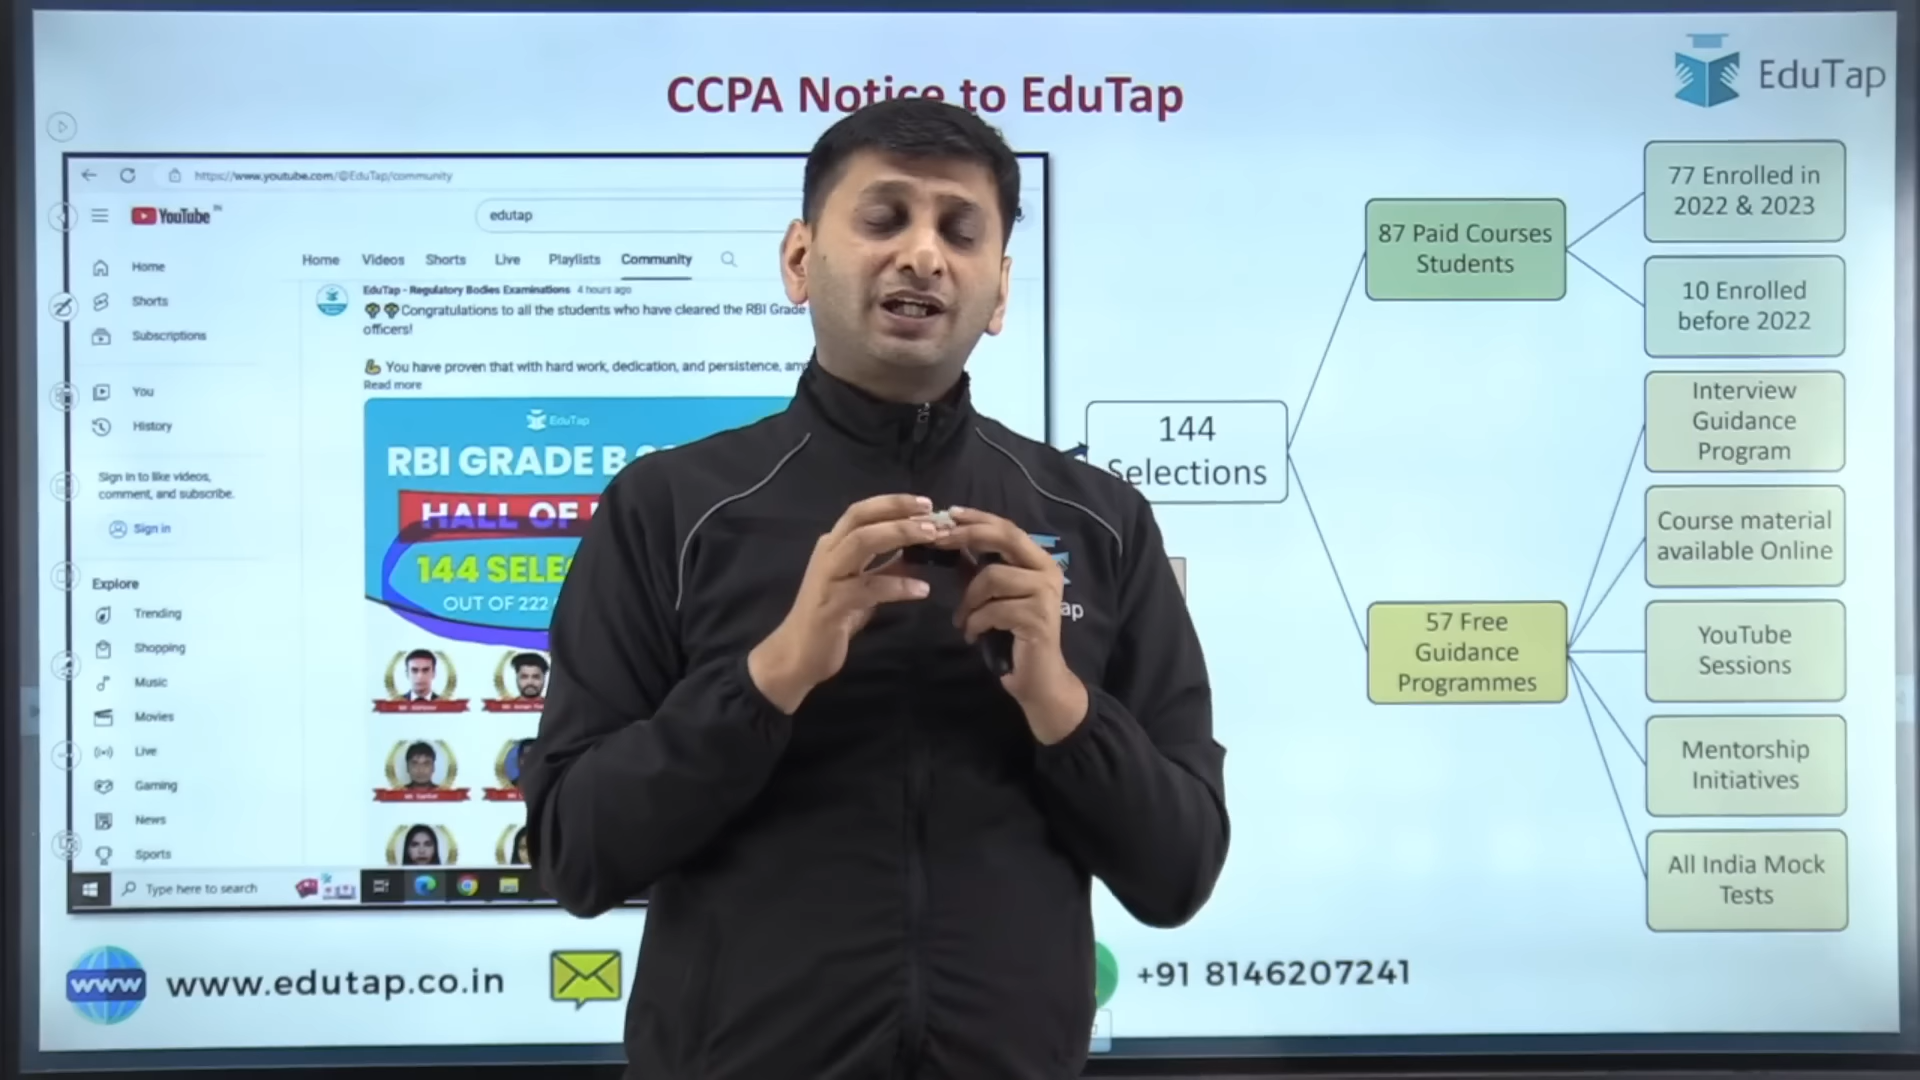 CCPA Notice to EduTap
EduTap
https://www.youtube.com/@EduTap/community
YouTube IN
edutap
Home Videos Shorts Live Playlists Community
Home
Shorts
Subscriptions
You
History
Sign in to like videos,
comment, and subscribe.
Sign in
Explore
Trending
Shopping
Music
Movies
Live
Gaming
News
Sports
EduTap - Regulatory Bodies Examinations 4 hours ago
Congratulations to all the students who have cleared the RBI Grade
officers!
You have proven that with hard work, dedication, and persistence,
Read more
EduTap
RBI GRADE B
HALL OF
144
OUT OF 222
Type here to search
144
Selections
87 Paid Courses
Students
77 Enrolled in
2022 & 2023
10 Enrolled
before 2022
57 Free
Guidance
Programmes
Interview
Guidance
Program
Course material
available Online
YouTube
Sessions
Mentorship
Initiatives
All India Mock
Tests
www
www.edutap.co.in
+91 8146207241